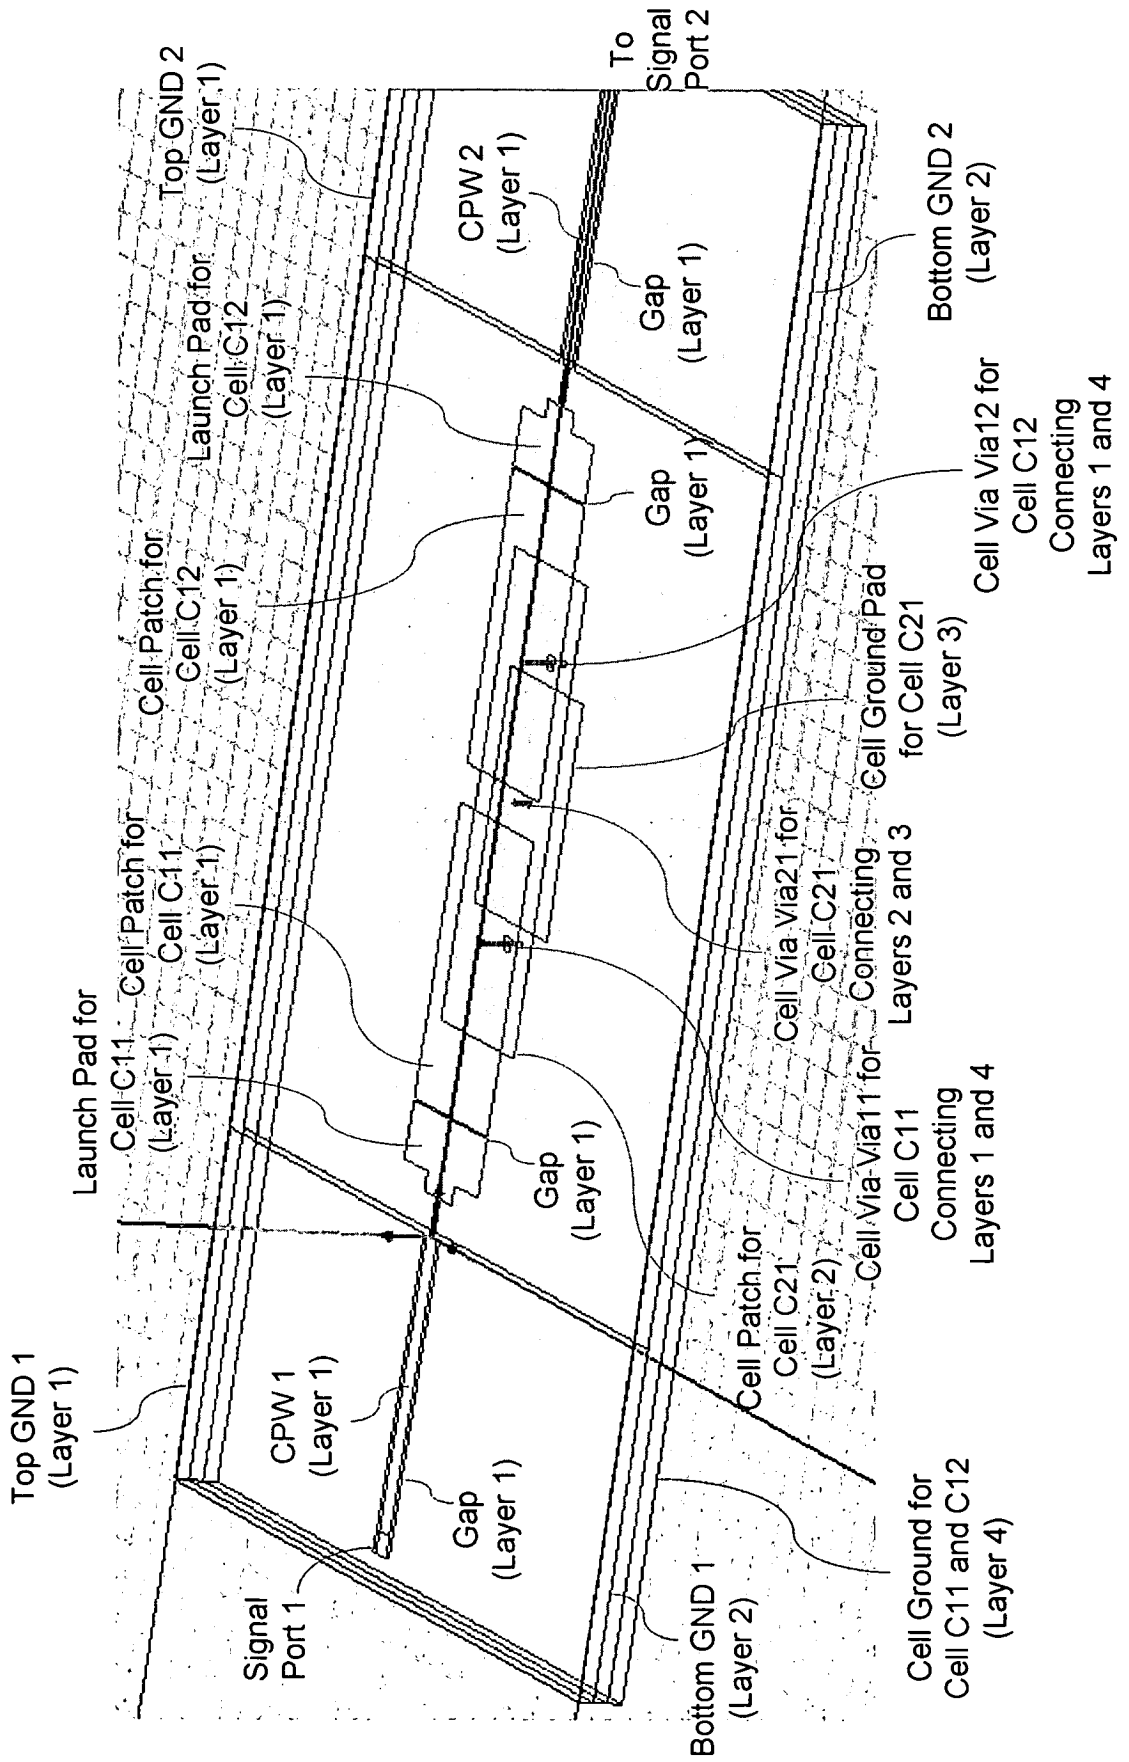 Top GND 1
(Layer 1)
Launch Pad for
Cell C11
(Layer 1)
Cell Patch for
Cell C11
(Layer 1)
Cell Patch for
Cell C12
(Layer 1)
Launch Pad for
Cell C12
(Layer 1)
Top GND 2
(Layer 1)
Signal
Port 1
CPW 1
(Layer 1)
Gap
(Layer 1)
Gap
(Layer 1)
Gap
(Layer 1)
CPW 2
(Layer 1)
Gap
(Layer 1)
To
Signal
Port 2
Bottom GND 1
(Layer 2)
Cell Ground for
Cell C11 and C12
(Layer 4)
Cell Patch for
Cell C21
(Layer 2)
Cell Via Via11 for
Cell C11
Connecting
Layers 1 and 4
Cell Via Via21 for
Cell C21
Connecting
Layers 2 and 3
Cell Ground Pad
for Cell C21
(Layer 3)
Cell Via Via12 for
Cell C12
Connecting
Layers 1 and 4
Bottom GND 2
(Layer 2)